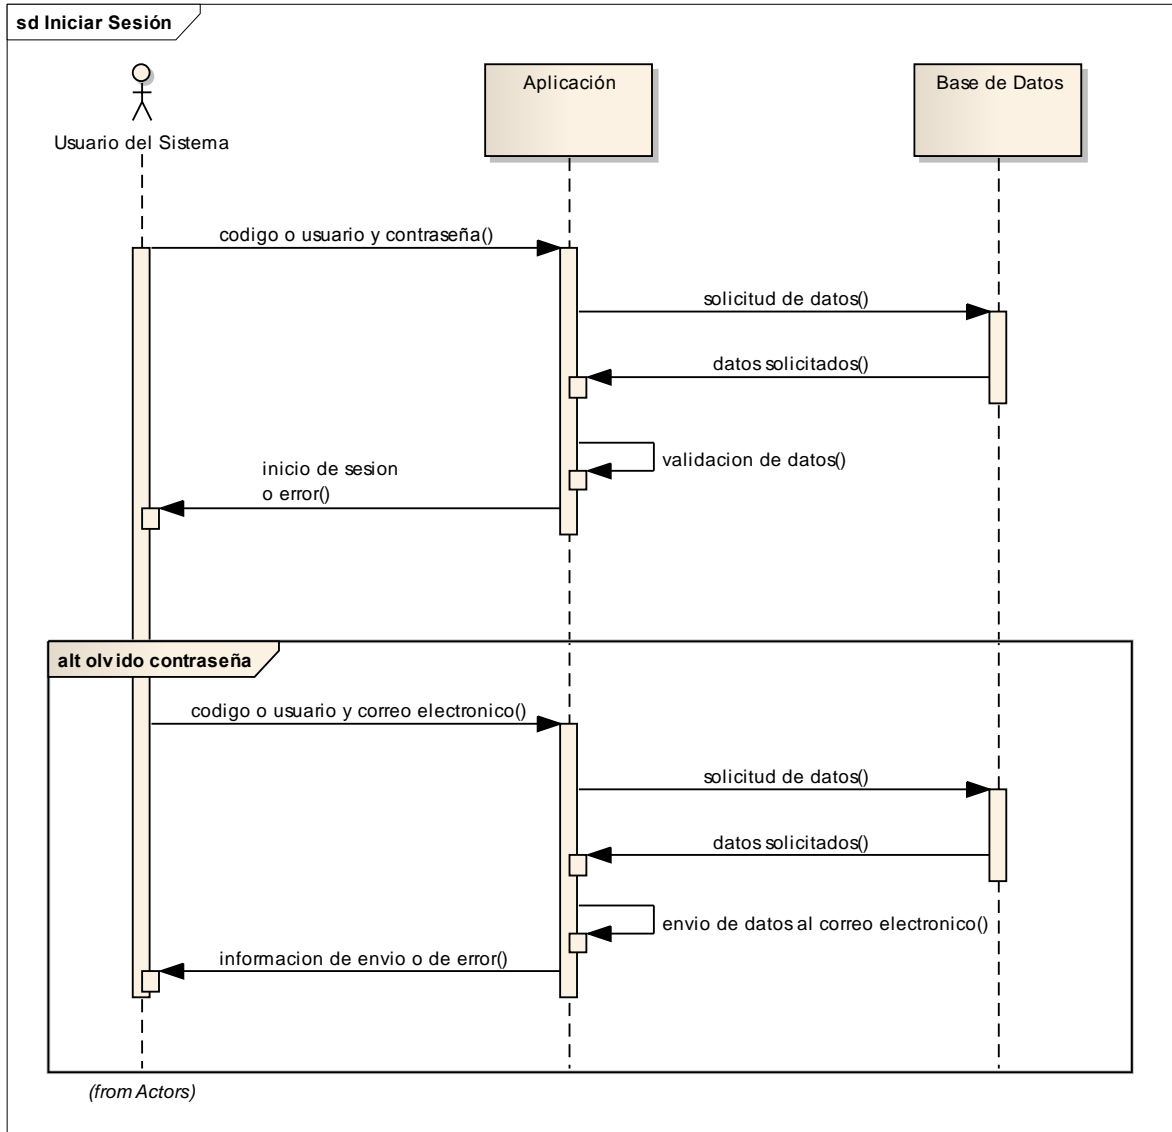 sd Iniciar Sesión
Usuario del Sistema
Aplicación
Base de Datos
codigo o usuario y contraseña()
solicitud de datos()
datos solicitados()
validacion de datos()
inicio de sesion
o error()
alt olvido contraseña
codigo o usuario y correo electronico()
solicitud de datos()
datos solicitados()
envio de datos al correo electronico()
informacion de envio o de error()
(from Actors)